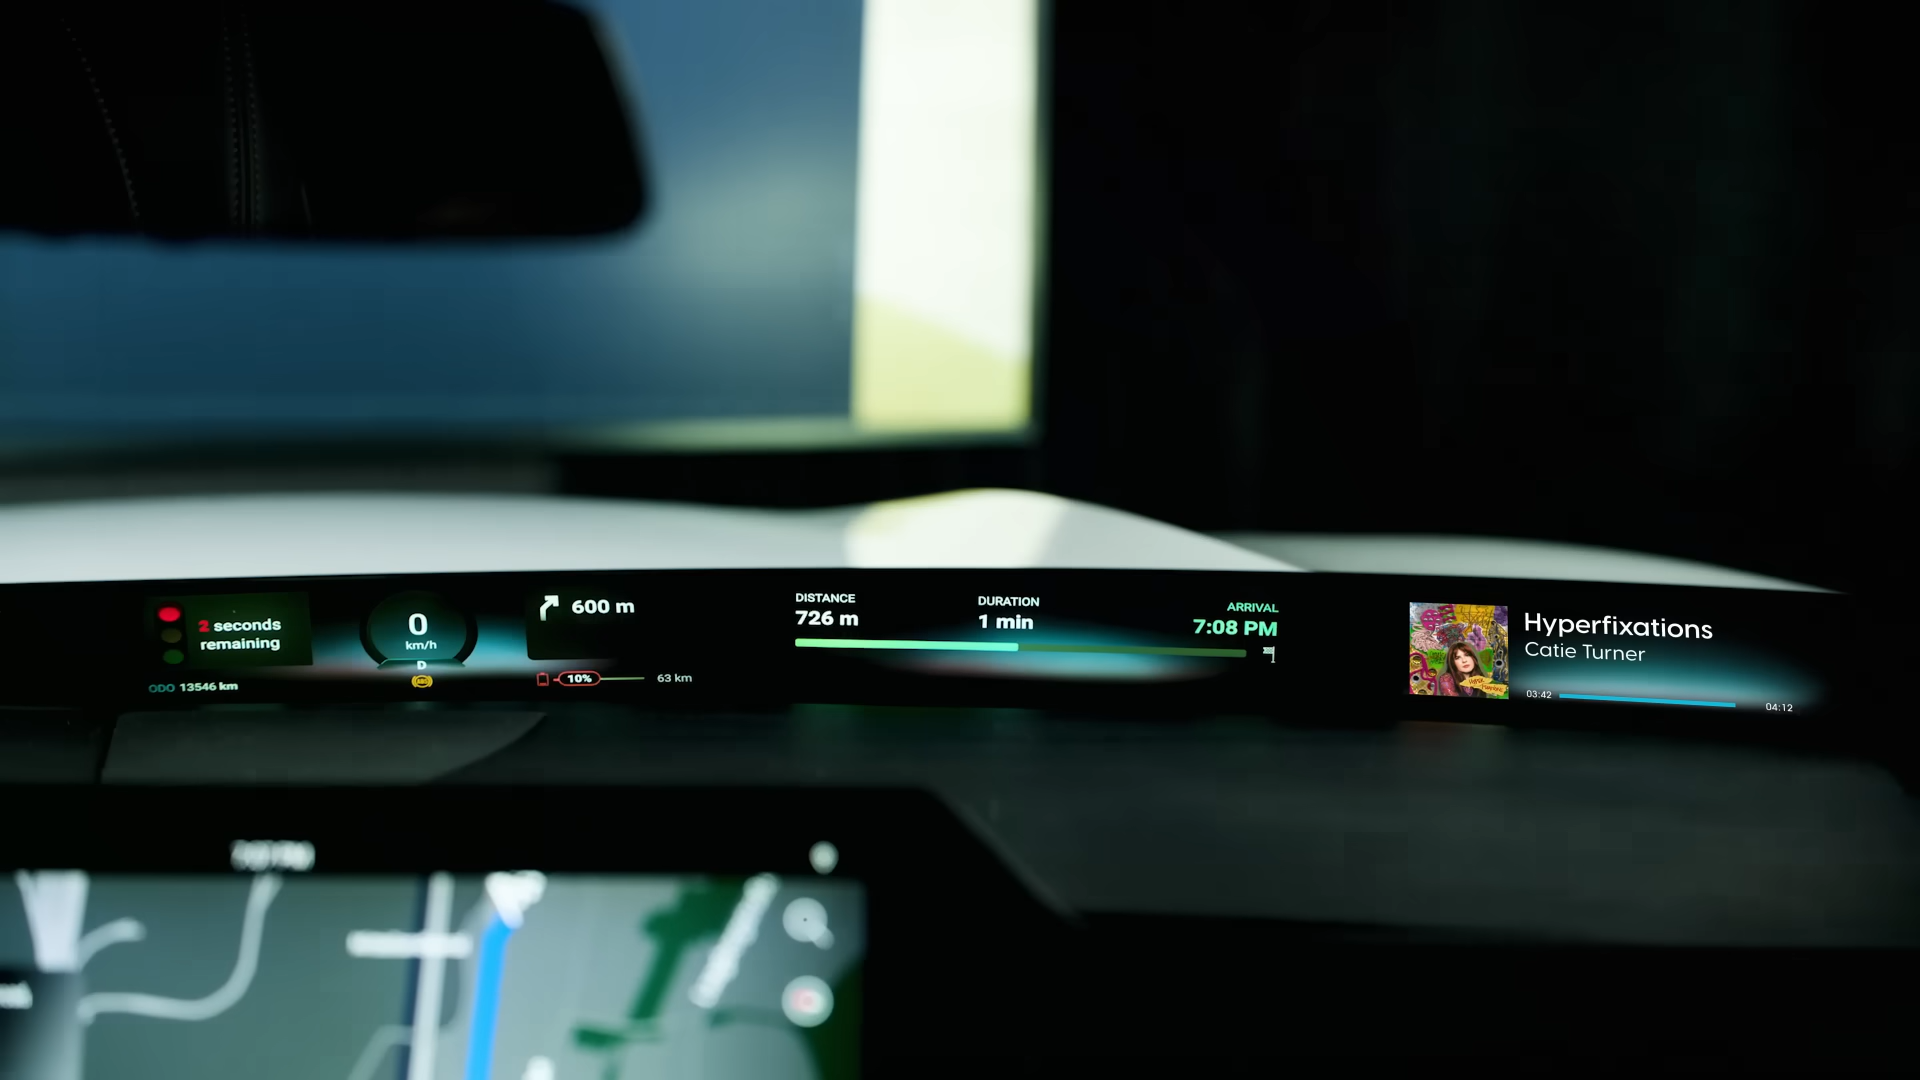 2 seconds
remaining
ODO 13546 km
0
km/h
D
600 m
10%
63 km
DISTANCE
726 m
DURATION
1 min
ARRIVAL
7:08 PM
Hyperfixations
Catie Turner
03:42
04:12